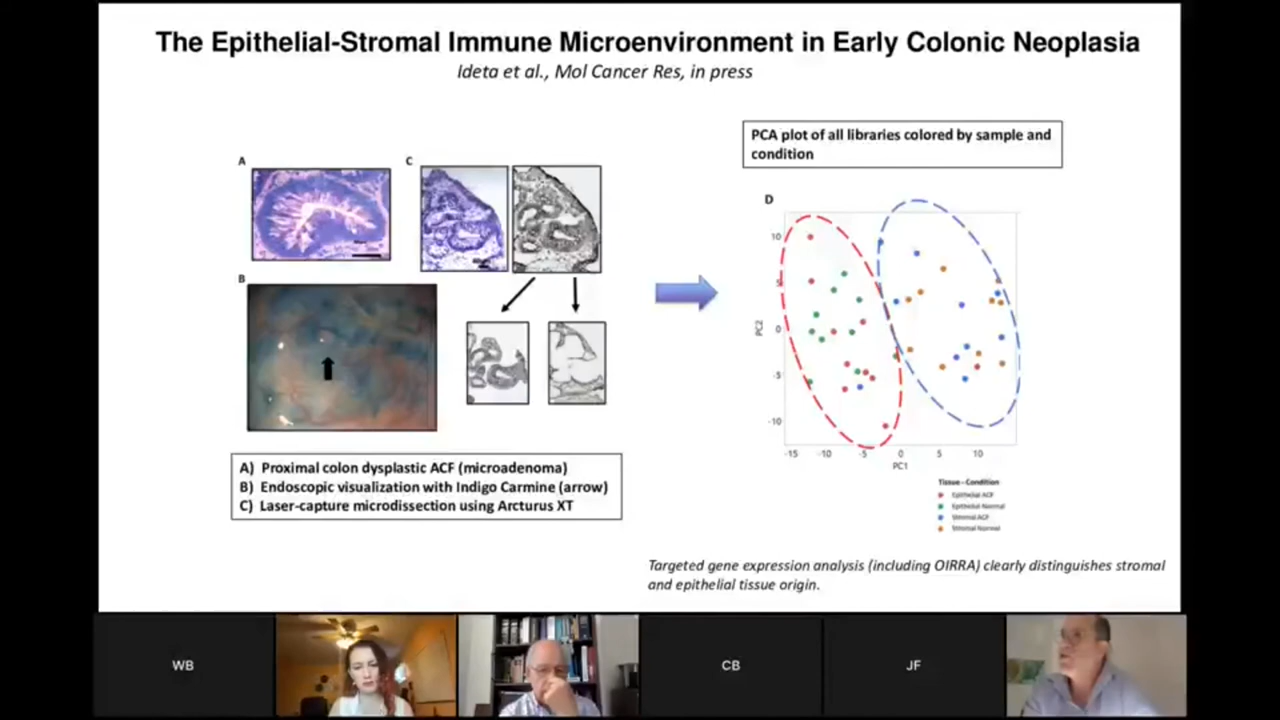 The Epithelial-Stromal Immune Microenvironment in Early Colonic Neoplasia
Ideta et al., Mol Cancer Res, in press
A
C
B
A) Proximal colon dysplastic ACF (microadenoma)
B) Endoscopic visualization with Indigo Carmine (arrow)
C) Laser-capture microdissection using Arcturus XT
PCA plot of all libraries colored by sample and
condition
D
10
5
0
-5
-10
PC2
-15
-10
-5
0
5
10
PC1
Tissue - Condition
Epithelial ACF
Epithelial Normal
Stromal ACF
Stromal Normal
Targeted gene expression analysis (including OIRRA) clearly distinguishes stromal
and epithelial tissue origin.
WB
CB
JF